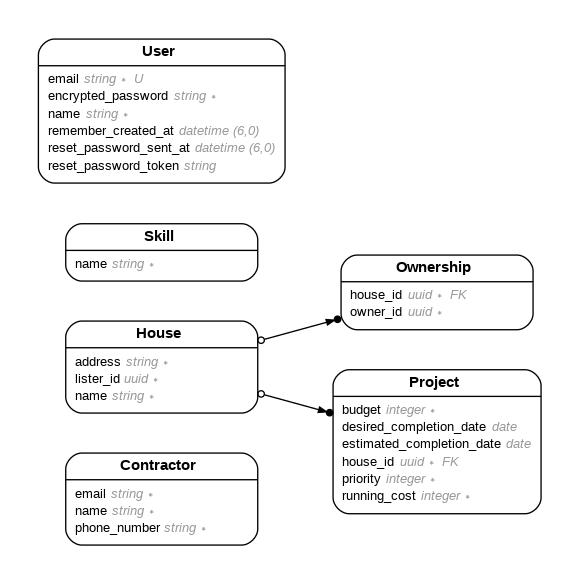 User
email string * U
encrypted_password string *
name string *
remember_created_at datetime (6,0)
reset_password_sent_at datetime (6,0)
reset_password_token string
Skill
name string *
House
address string *
lister_id uuid *
name string *
Contractor
email string *
name string *
phone_number string *
Ownership
house_id uuid * FK
owner_id uuid *
Project
budget integer *
desired_completion_date date
estimated_completion_date date
house_id uuid * FK
priority integer *
running_cost integer *